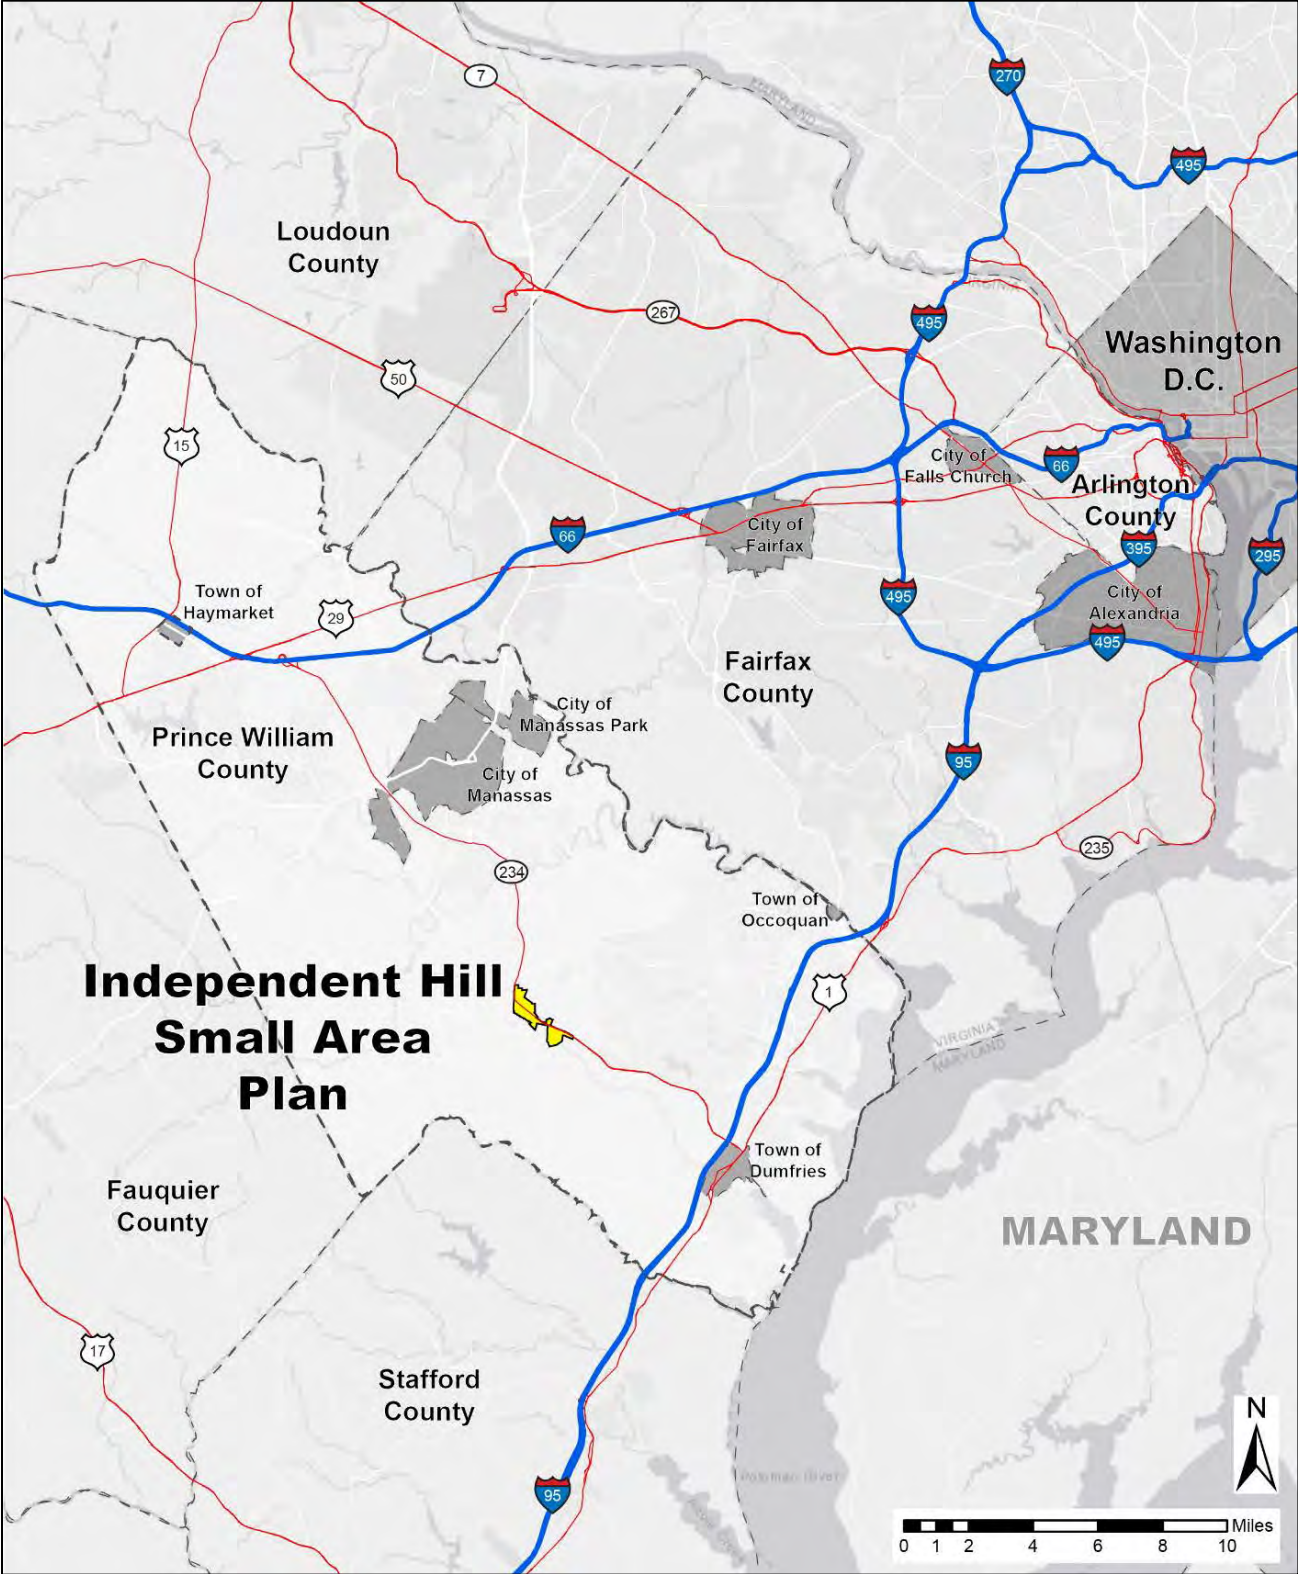 270
7
MARYLAND
495
Loudoun
County
267
VIRGINIA
495
Washington
D.C.
50
15
City of
Falls Church
66
Arlington
County
66
City of
Fairfax
395
295
Town of
Haymarket
29
495
City of
Alexandria
495
Fairfax
County
City of
Manassas Park
Prince William
County
95
City of
Manassas
235
234
Town of
Occoquan
Independent Hill
Small Area
Plan
1
VIRGINIA
MARYLAND
Town of
Dumfries
Fauquier
County
MARYLAND
17
Stafford
County
N
95
Potomac River
Miles
0 1 2 4 6 8 10